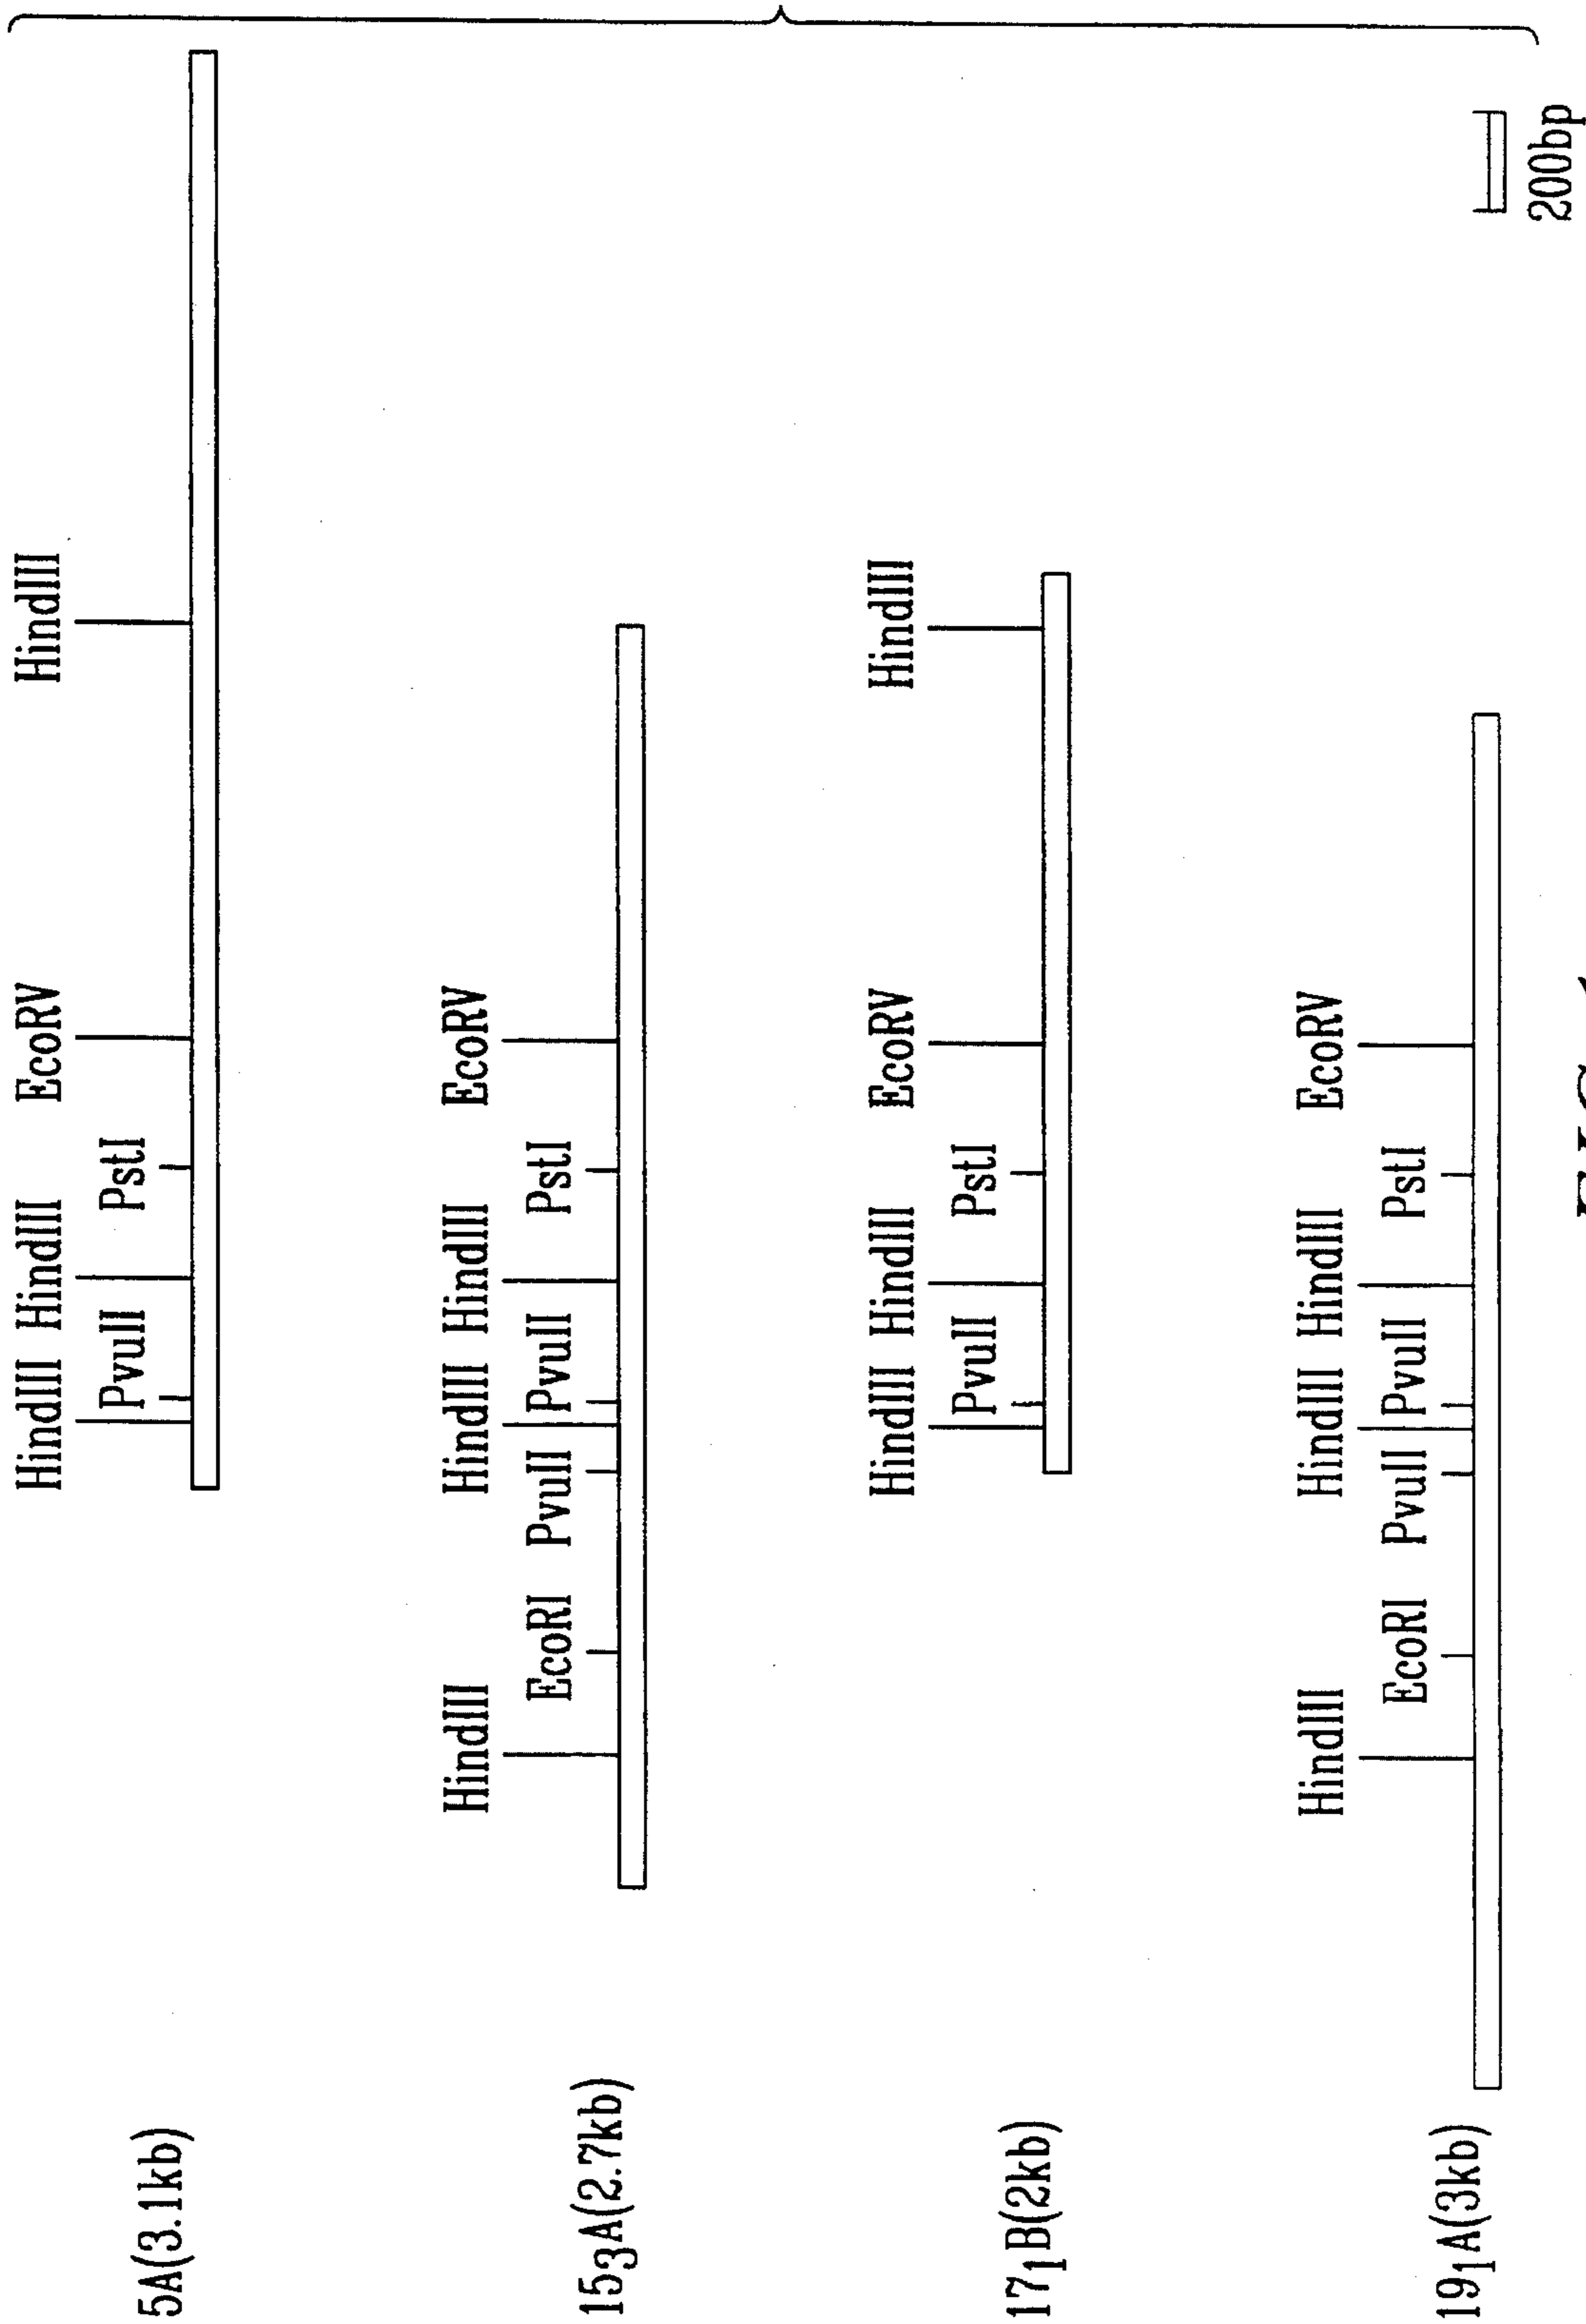 HindIII HindIII EcoRV HindIII
PvuII PstI
5A(3.1kb)
HindIII HindIII HindIII EcoRV
EcoRI PvuII PvuII PstI
15₃A(2.7kb)
HindIII HindIII EcoRV HindIII
PvuII PstI
17₁B(2kb)
HindIII HindIII HindIII EcoRV
EcoRI PvuII PvuII PstI
19₁A(3kb)
200bp